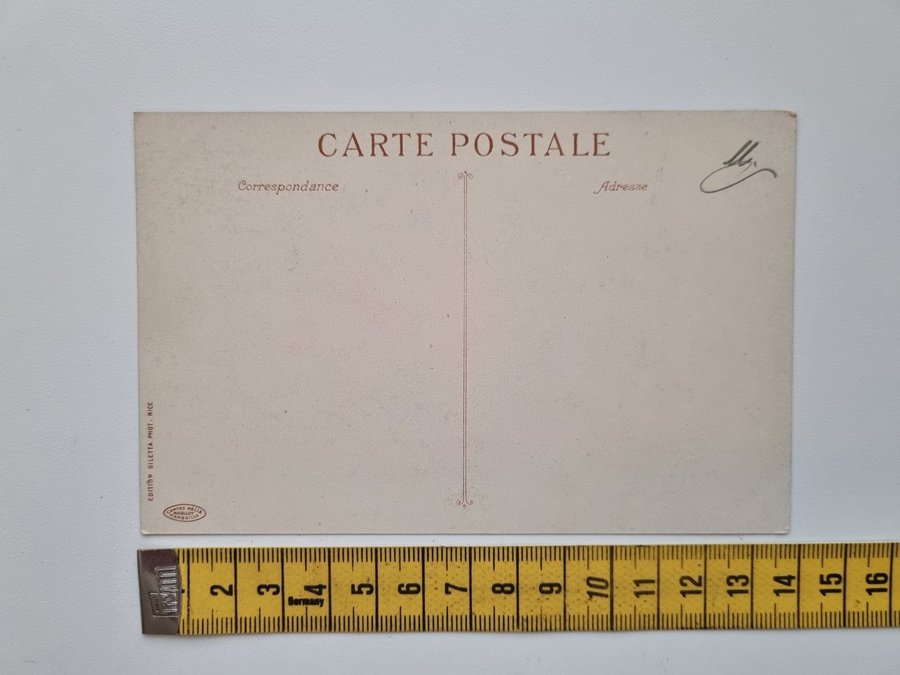 CARTE POSTALE
Correspondance
Adresse
EDITION GILETTA PHOT. NICE
MARSEILLE
2 3 4 5 6 7 8 9 10 11 12 13 14 15 16
Germany